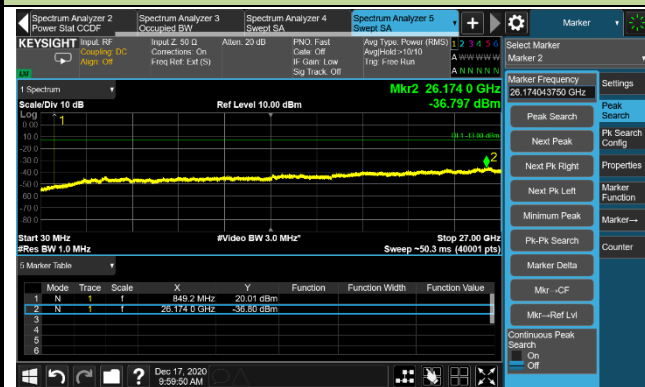 Spectrum Analyzer 2
Power Stat CCDF
Spectrum Analyzer 3
Occupied BW
Spectrum Analyzer 4
Swept SA
Spectrum Analyzer 5
Swept SA
Marker
KEYSIGHT
Input: RF
Coupling: DC
Align: Off
Input Z: 50 Ω
Corrections: On
Freq Ref: Ext (S)
Atten: 20 dB
PNO: Fast
Gate: Off
IF Gain: Low
Sig Track: Off
Avg Type: Power (RMS)
Avg|Hold:>10/10
Trig: Free Run
1 2 3 4 5 6
A W W W W W
A N N N N N
Select Marker
Marker 2
LXI
1 Spectrum
Mkr2 26.174 0 GHz
Scale/Div 10 dB
Ref Level 10.00 dBm
-36.797 dBm
Log
0.00
-10.0
-20.0
-30.0
-40.0
-50.0
-60.0
-70.0
-80.0
1
DL1 -13.00 dBm
2
Start 30 MHz
#Video BW 3.0 MHz*
Stop 27.00 GHz
#Res BW 1.0 MHz
Sweep ~50.3 ms (40001 pts)
5 Marker Table
Mode Trace Scale X Y Function Function Width Function Value
1 N 1 f 849.2 MHz 20.01 dBm
2 N 1 f 26.174 0 GHz -36.80 dBm
3
4
5
6
Marker Frequency
26.174043750 GHz
Peak Search
Next Peak
Next Pk Right
Next Pk Left
Minimum Peak
Pk-Pk Search
Marker Delta
Mkr→CF
Mkr→Ref Lvl
Continuous Peak
Search
On
Off
Settings
Peak
Search
Pk Search
Config
Properties
Marker
Function
Marker→
Counter
?
Dec 17, 2020
9:59:50 AM